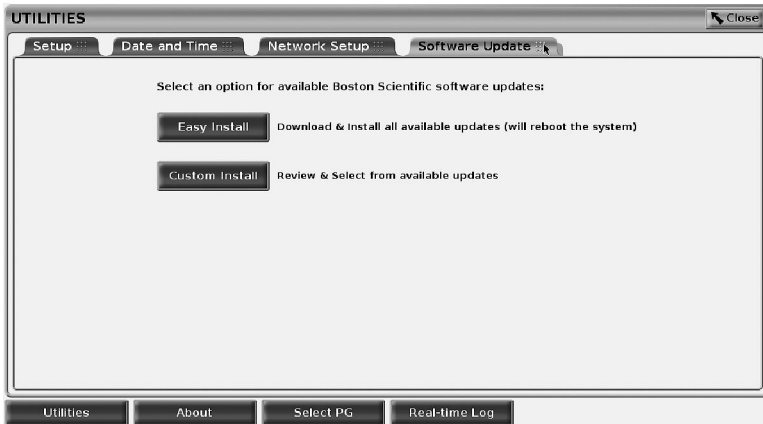 UTILITIES
Close
Setup
Date and Time
Network Setup
Software Update
Select an option for available Boston Scientific software updates:
Easy Install
Download & Install all available updates (will reboot the system)
Custom Install
Review & Select from available updates
Utilities
About
Select PG
Real-time Log